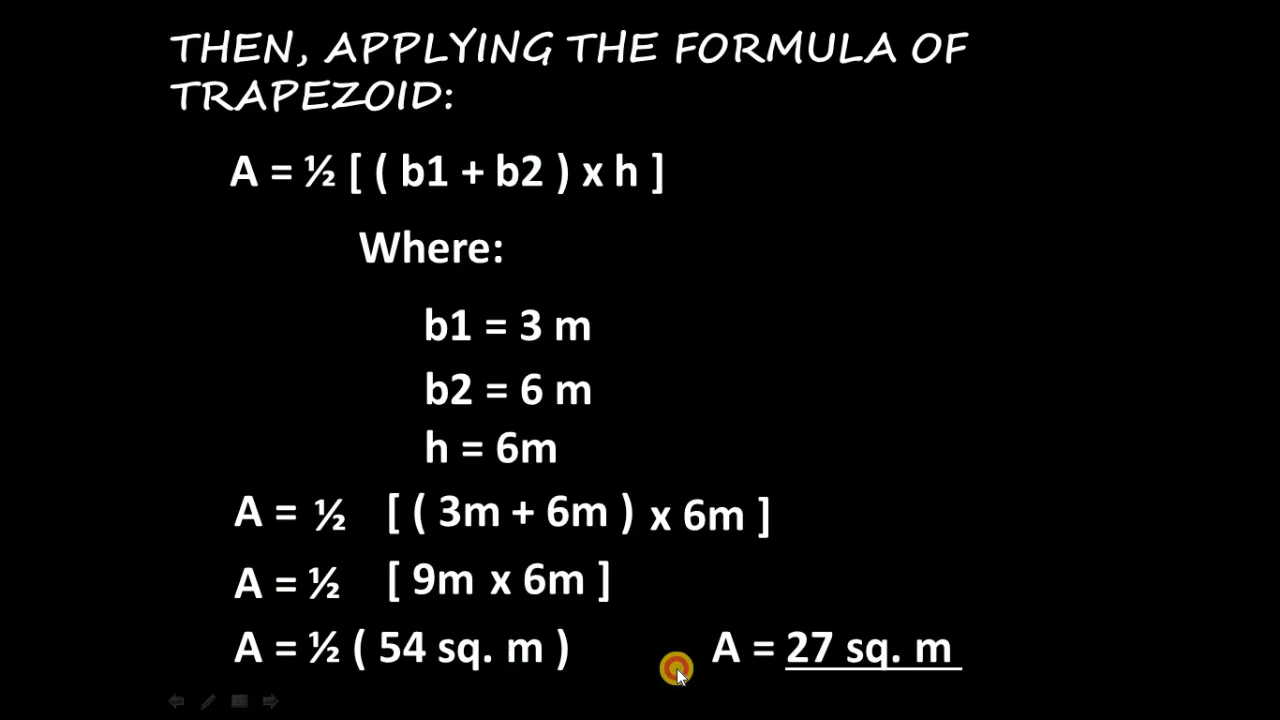 THEN, APPLYING THE FORMULA OF
TRAPEZOID:
A = ½ [ ( b1 + b2 ) x h ]
Where:
b1 = 3 m
b2 = 6 m
h = 6m
A = ½ [ ( 3m + 6m ) x 6m ]
A = ½ [ 9m x 6m ]
A = ½ ( 54 sq. m ) A = 27 sq. m